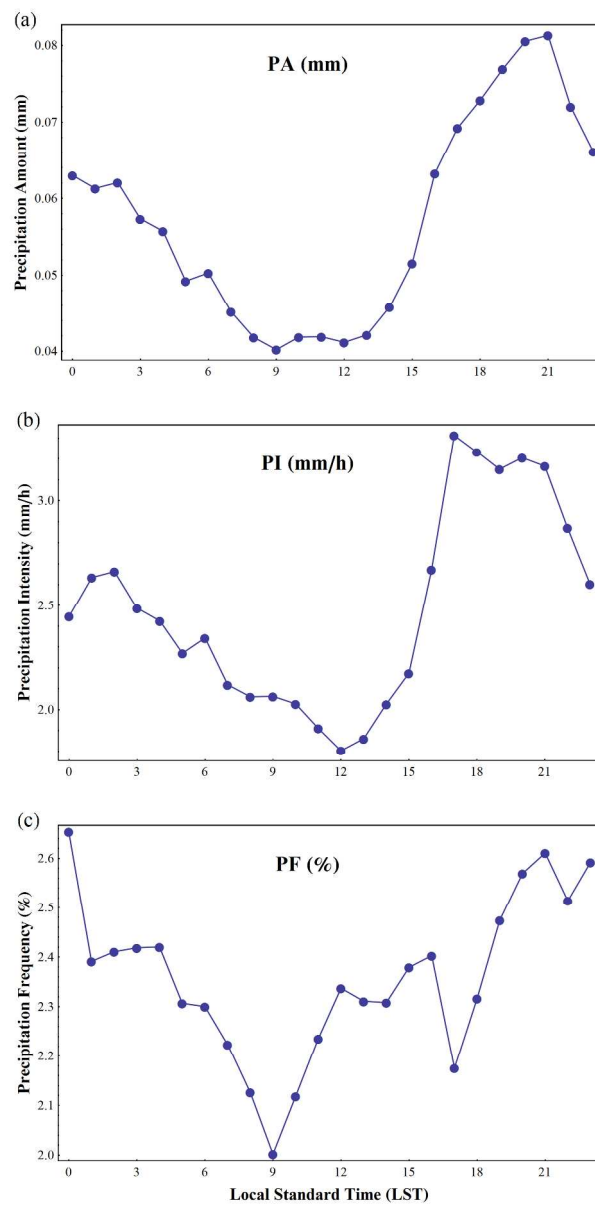 (a)
PA (mm)
Precipitation Amount (mm)
0.08
0.07
0.06
0.05
0.04
0 3 6 9 12 15 18 21
(b)
PI (mm/h)
Precipitation Intensity (mm/h)
3.0
2.5
2.0
0 3 6 9 12 15 18 21
(c)
PF (%)
Precipitation Frequency (%)
2.6
2.5
2.4
2.3
2.2
2.1
2.0
0 3 6 9 12 15 18 21
Local Standard Time (LST)